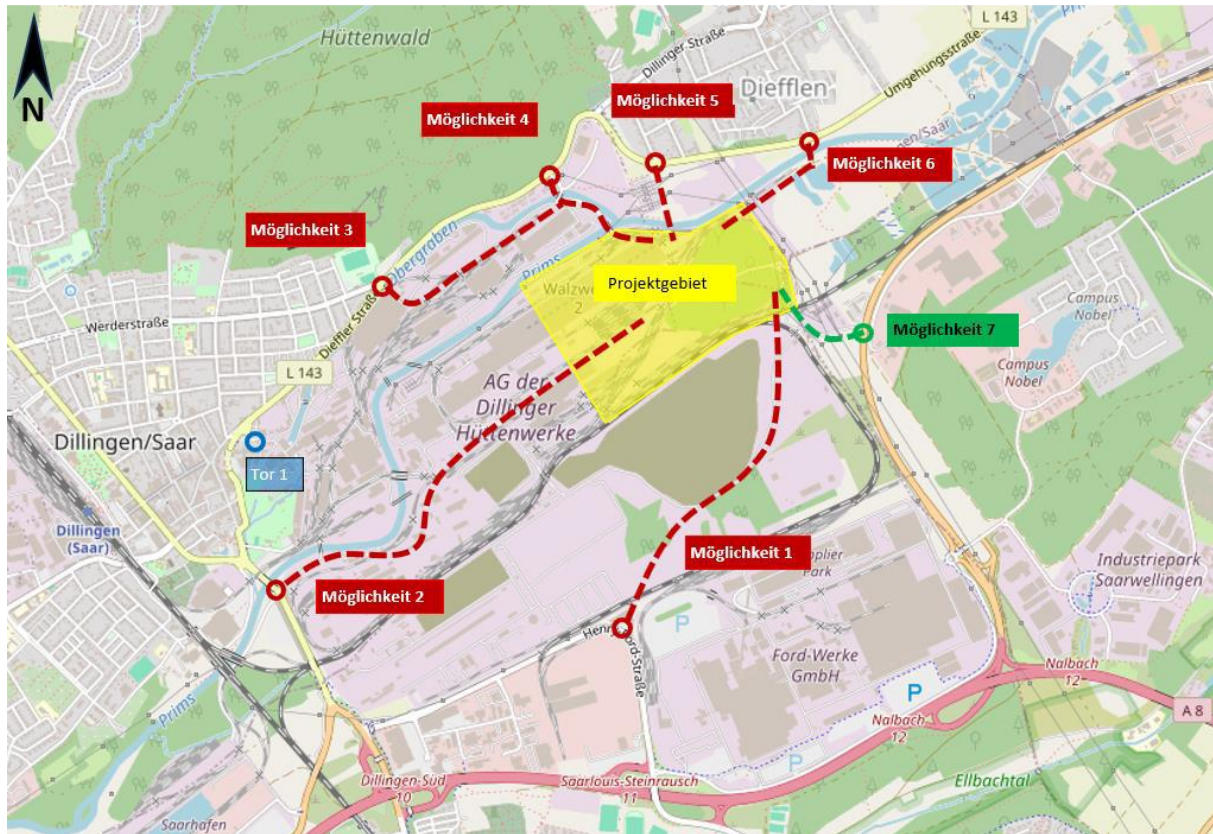 L 143
Hüttenwald
Prims
Dillinger Straße
Umgehungsstraße
Diefflen
N
Möglichkeit 5
Möglichkeit 4
Möglichkeit 6
Möglichkeit 3
Prims
Projektgebiet
Werderstraße
Dieffler Straße
Möglichkeit 7
Campus
Nobel
Campus
Nobel
L 143
AG der
Dillinger
Hüttenwerke
Dillingen/Saar
Tor 1
Dillingen
(Saar)
Möglichkeit 1
Park
Industriepark
Saarwellingen
Möglichkeit 2
P
Ford-Werke
GmbH
P
Nalbach
12
A 8
Prims
Nalbach
12
Dillingen-Süd
10
Saarlouis-Steinrausch
11
Ellbachtal
Saarhafen